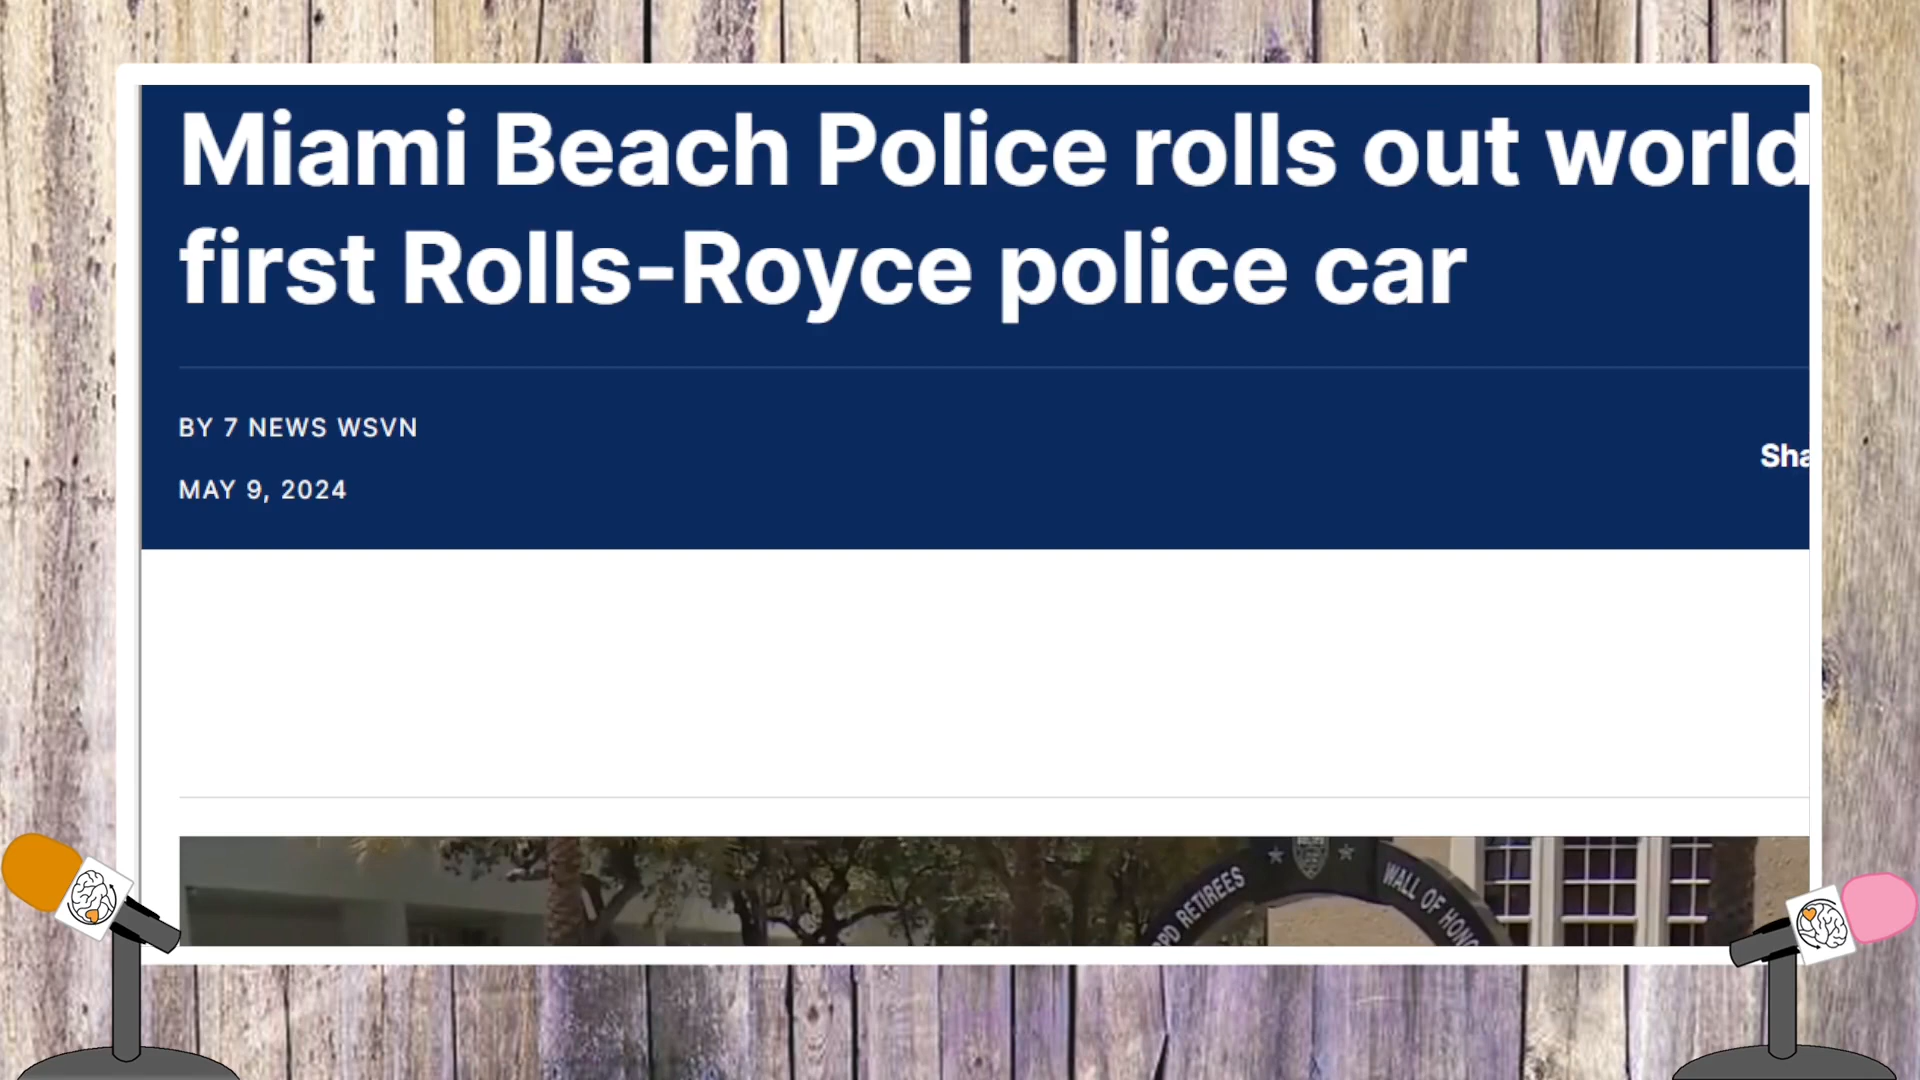 Miami Beach Police rolls out world
first Rolls-Royce police car
BY 7 NEWS WSVN
MAY 9, 2024
Sha
PD RETIREES
WALL OF HONO